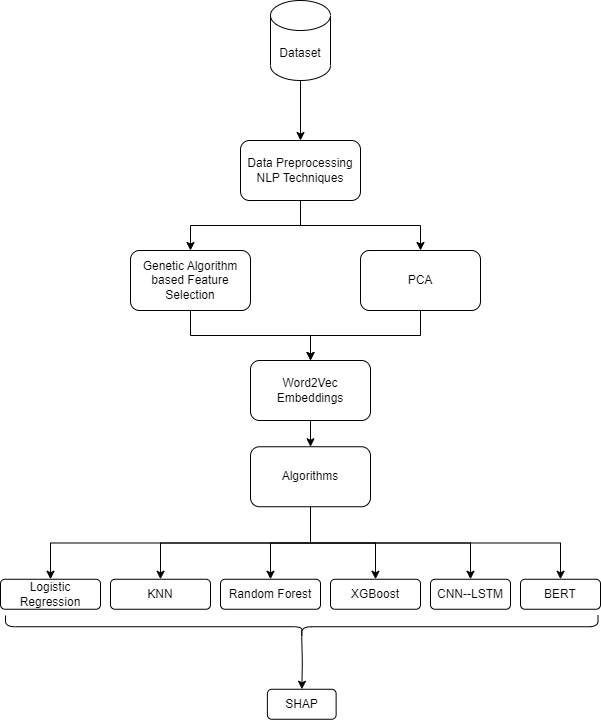 Dataset
Data Preprocessing
NLP Techniques
Genetic Algorithm
based Feature
Selection
PCA
Word2Vec
Embeddings
Algorithms
Logistic
Regression
KNN
Random Forest
XGBoost
CNN--LSTM
BERT
SHAP